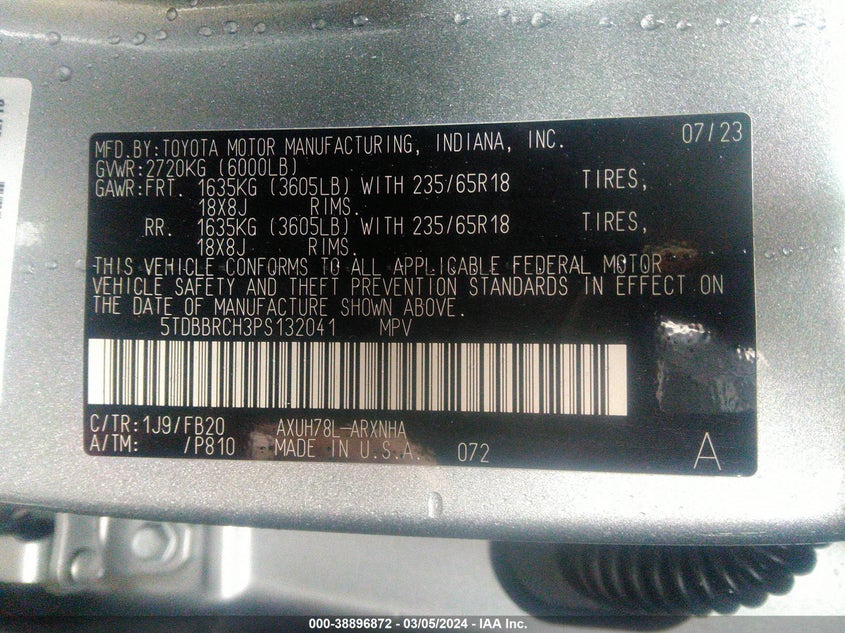 MFD.BY:TOYOTA MOTOR MANUFACTURING, INDIANA, INC. 07/23
GVWR:2720KG (6000LB)
GAWR:FRT. 1635KG (3605LB) WITH 235/65R18 TIRES,
18X8J RIMS.
RR. 1635KG (3605LB) WITH 235/65R18 TIRES,
18X8J RIMS.
THIS VEHICLE CONFORMS TO ALL APPLICABLE FEDERAL MOTOR
VEHICLE SAFETY AND THEFT PREVENTION STANDARDS IN EFFECT ON
THE DATE OF MANUFACTURE SHOWN ABOVE.
5TDBBRCH3PS132041 MPV
C/TR:1J9/FB20 AXUH78L-ARXNHA
A/TM: /P810 MADE IN U.S.A. 072 A
000-38896872 - 03/05/2024 - IAA Inc.